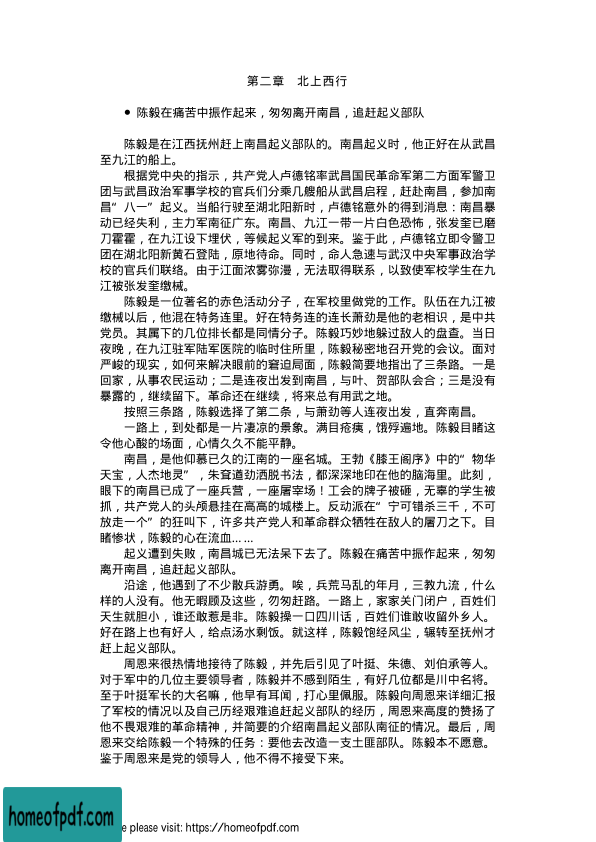 第二章　北上西行
● 陈毅在痛苦中振作起来，匆匆离开南昌，追赶起义部队
陈毅是在江西抚州赶上南昌起义部队的。南昌起义时，他正好在从武昌
至九江的船上。
根据党中央的指示，共产党人卢德铭率武昌国民革命军第二方面军警卫
团与武昌政治军事学校的官兵们分乘几艘船从武昌启程，赶赴南昌，参加南
昌“八一”起义。当船行驶至湖北阳新时，卢德铭意外的得到消息：南昌暴
动已经失利，主力军南征广东。南昌、九江一带一片白色恐怖，张发奎已磨
刀霍霍，在九江设下埋伏，等候起义军的到来。鉴于此，卢德铭立即令警卫
团在湖北阳新黄石登陆，原地待命。同时，命人急速与武汉中央军事政治学
校的官兵们联络。由于江面浓雾弥漫，无法取得联系，以致使军校学生在九
江被张发奎缴械。
陈毅是一位著名的赤色活动分子，在军校里做党的工作。队伍在九江被
缴械以后，他混在特务连里。好在特务连的连长萧劲是他的老相识，是中共
党员。其属下的几位排长都是同情分子。陈毅巧妙地躲过敌人的盘查。当日
夜晚，在九江驻军陆军医院的临时住所里，陈毅秘密地召开党的会议。面对
严峻的现实，如何来解决眼前的窘迫局面，陈毅简要地指出了三条路。一是
回家，从事农民运动；二是连夜出发到南昌，与叶、贺部队会合；三是没有
暴露的，继续留下。革命还在继续，将来总有用武之地。
按照三条路，陈毅选择了第二条，与萧劲等人连夜出发，直奔南昌。
一路上，到处都是一片凄凉的景象。满目疮痍，饿殍遍地。陈毅目睹这
令他心酸的场面，心情久久不能平静。
南昌，是他仰慕已久的江南的一座名城。王勃《膝王阁序》中的“物华
天宝，人杰地灵”，朱耷遒劲洒脱书法，都深深地印在他的脑海里。此刻，
眼下的南昌已成了一座兵营，一座屠宰场！工会的牌子被砸，无辜的学生被
抓，共产党人的头颅悬挂在高高的城楼上。反动派在“宁可错杀三千，不可
放走一个”的狂叫下，许多共产党人和革命群众牺牲在敌人的屠刀之下。目
睹惨状，陈毅的心在流血……
起义遭到失败，南昌城已无法呆下去了。陈毅在痛苦中振作起来，匆匆
离开南昌，追赶起义部队。
沿途，他遇到了不少散兵游勇。唉，兵荒马乱的年月，三教九流，什么
样的人没有。他无暇顾及这些，勿匆赶路。一路上，家家关门闭户，百姓们
天生就胆小，谁还敢惹是非。陈毅操一口四川话，百姓们谁敢收留外乡人。
好在路上也有好人，给点汤水剩饭。就这样，陈毅饱经风尘，辗转至抚州才
赶上起义部队。
周恩来很热情地接待了陈毅，并先后引见了叶挺、朱德、刘伯承等人。
对于军中的几位主要领导者，陈毅并不感到陌生，有好几位都是川中名将。
至于叶挺军长的大名嘛，他早有耳闻，打心里佩服。陈毅向周恩来详细汇报
了军校的情况以及自己历经艰难追赶起义部队的经历，周恩来高度的赞扬了
他不畏艰难的革命精神，并简要的介绍南昌起义部队南征的情况。最后，周
恩来交给陈毅一个特殊的任务：要他去改造一支土匪部队。陈毅本不愿意。
鉴于周恩来是党的领导人，他不得不接受下来。
homeofpdf.com
please visit: https://homeofpdf.com